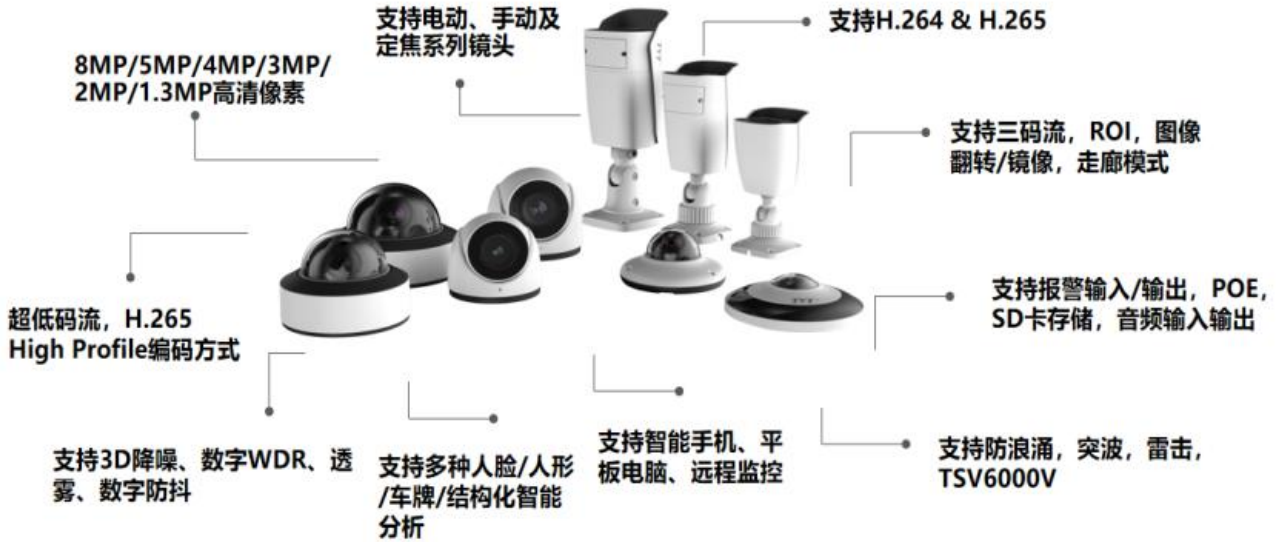 支持电动、手动及
定焦系列镜头
支持H.264 & H.265
8MP/5MP/4MP/3MP/
2MP/1.3MP高清像素
支持三码流，ROI，图像
翻转/镜像，走廊模式
超低码流，H.265
High Profile编码方式
支持报警输入/输出，POE，
SD卡存储，音频输入输出
支持3D降噪、数字WDR、透
雾、数字防抖
支持多种人脸/人形
/车牌/结构化智能
分析
支持智能手机、平
板电脑、远程监控
支持防浪涌，突波，雷击，
TSV6000V